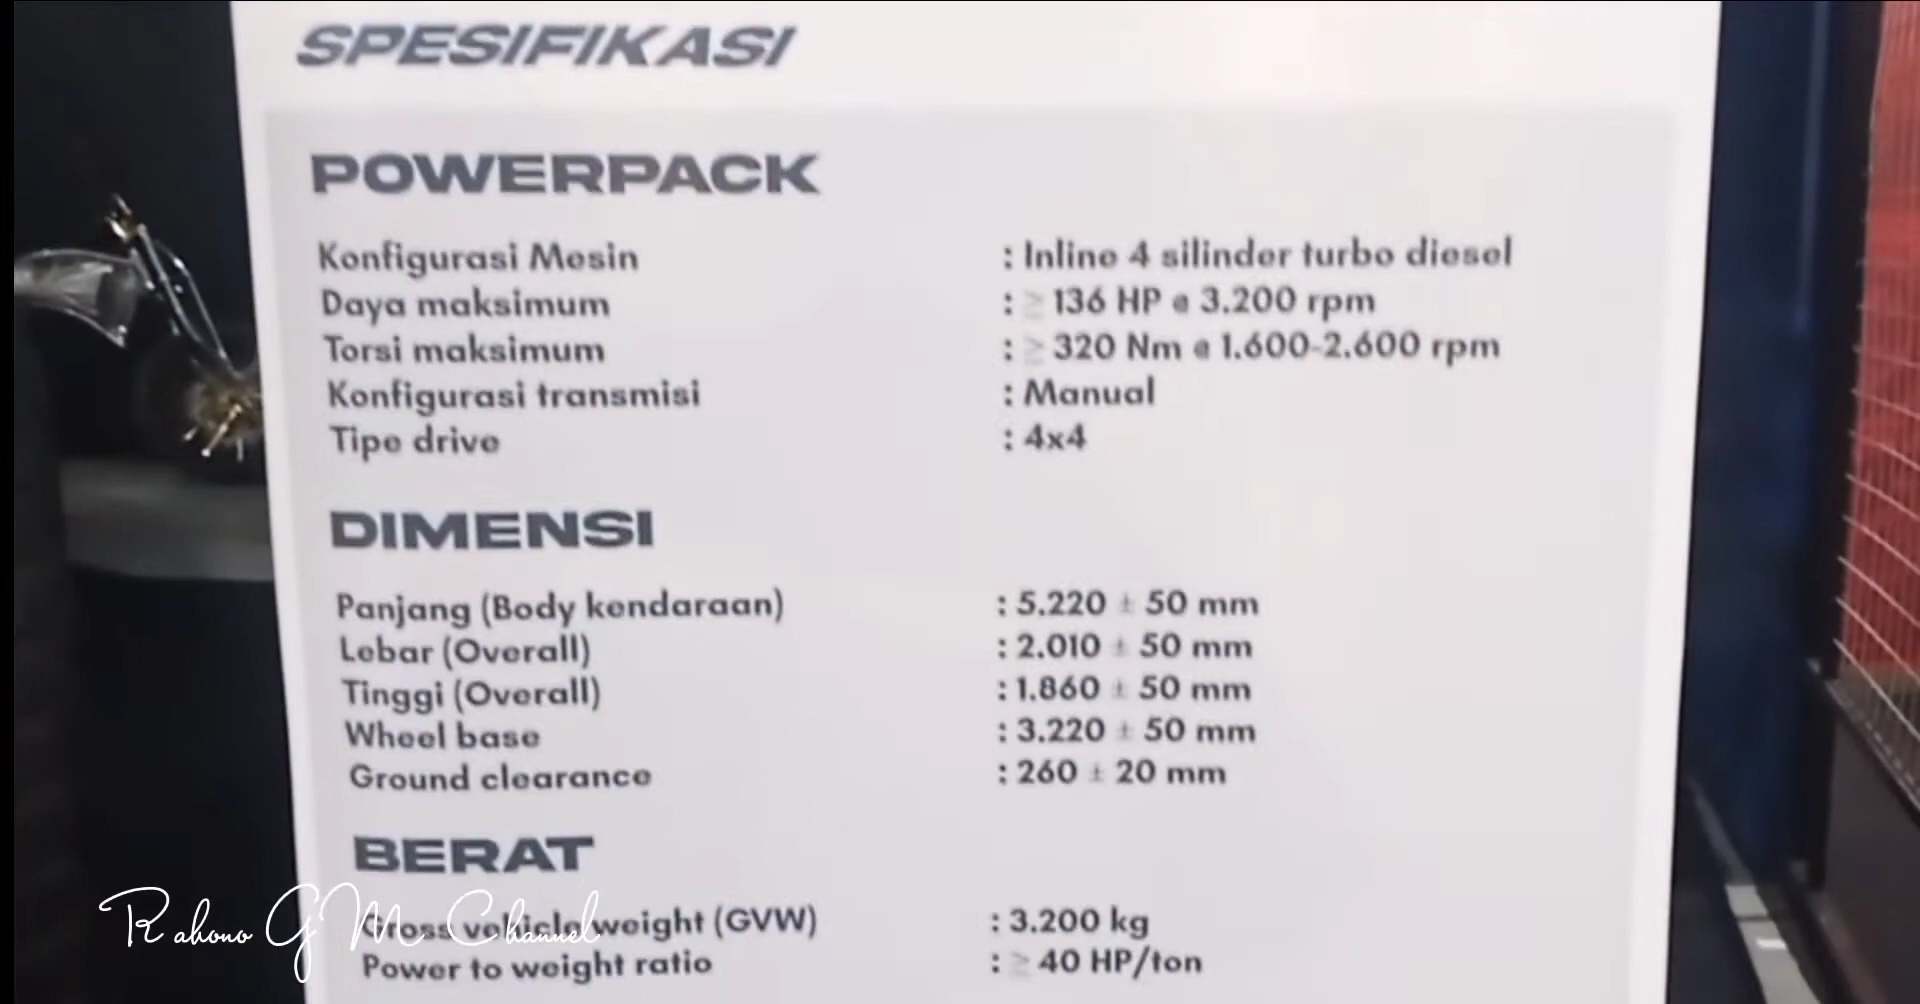 SPESIFIKASI
POWERPACK
Konfigurasi Mesin : Inline 4 silinder turbo diesel
Daya maksimum : ≥ 136 HP @ 3.200 rpm
Torsi maksimum : ≥ 320 Nm @ 1.600-2.600 rpm
Konfigurasi transmisi : Manual
Tipe drive : 4x4
DIMENSI
Panjang (Body kendaraan) : 5.220 ± 50 mm
Lebar (Overall) : 2.010 ± 50 mm
Tinggi (Overall) : 1.860 ± 50 mm
Wheel base : 3.220 ± 50 mm
Ground clearance : 260 ± 20 mm
BERAT
Gross vehicle weight (GVW) : 3.200 kg
Power to weight ratio : ≥ 40 HP/ton
Rahono GM Channel